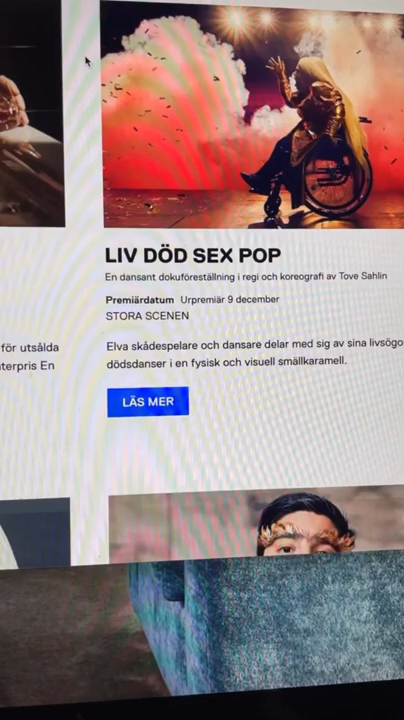 LIV DÖD SEX POP
En dansant dokuföreställning i regi och koreografi av Tove Sahlin
Premiärdatum Urpremiär 9 december
STORA SCENEN
för utsålda
Elva skådespelare och dansare delar med sig av sina
En
dödsdanser i en fysisk och visuell smällkaramell.
LÄS MER